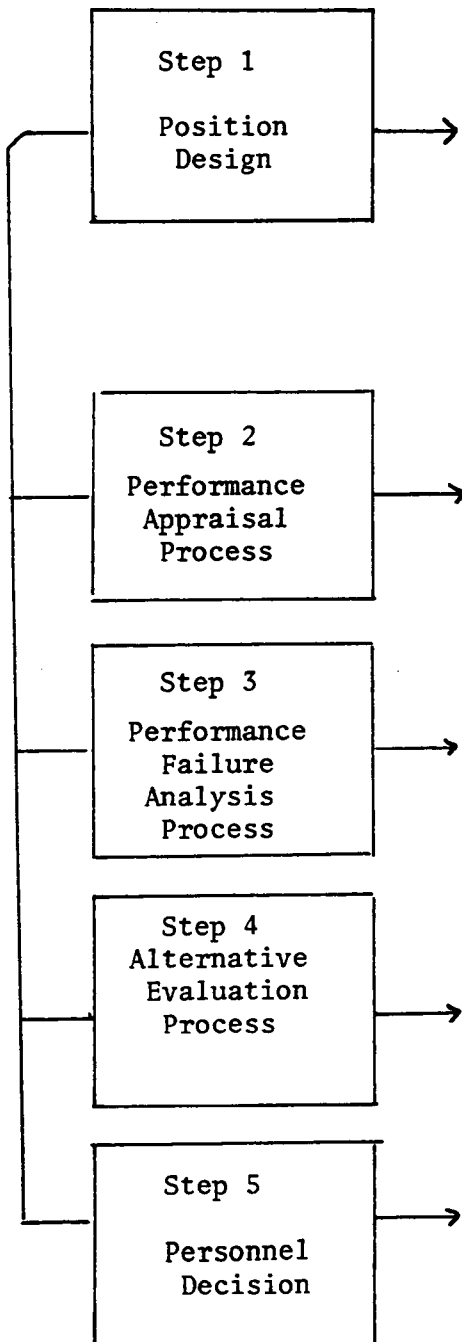 Step 1
Position
Design
Step 2
Performance
Appraisal
Process
Step 3
Performance
Failure
Analysis
Process
Step 4
Alternative
Evaluation
Process
Step 5
Personnel
Decision